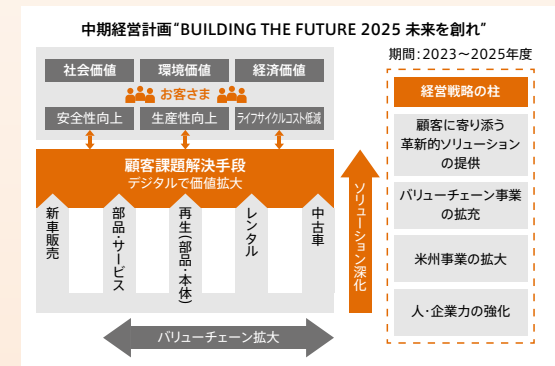 中期経営計画“BUILDING THE FUTURE 2025 未来を創れ”
期間：2023～2025年度
社会価値
環境価値
経済価値
お客さま
安全性向上
生産性向上
ライフサイクルコスト低減
顧客課題解決手段
デジタルで価値拡大
新車販売
部品・サービス
再生（部品・本体）
レンタル
中古車
バリューチェーン拡大
ソリューション深化
経営戦略の柱
顧客に寄り添う
革新的ソリューション
の提供
バリューチェーン事業
の拡充
米州事業の拡大
人・企業力の強化